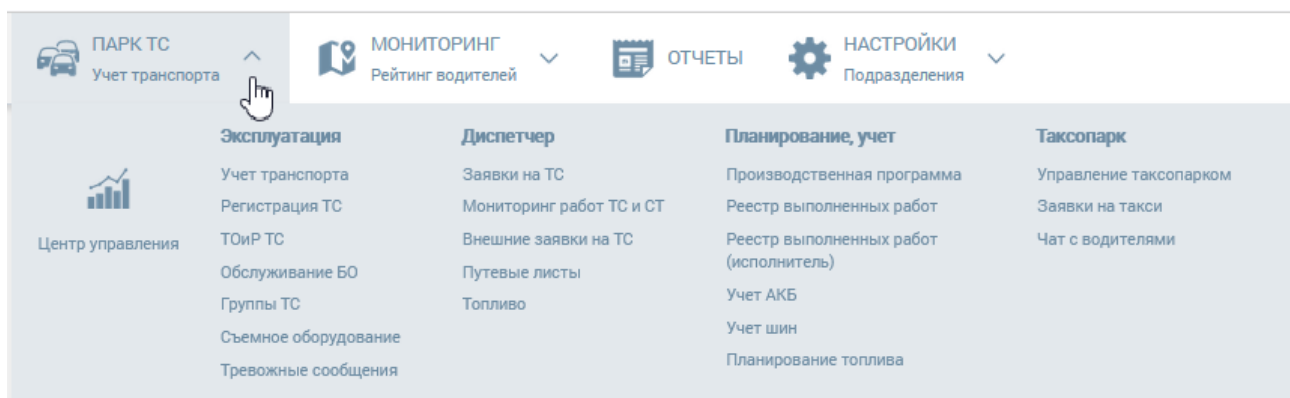 ПАРК ТС
Учет транспорта
МОНИТОРИНГ
Рейтинг водителей
ОТЧЕТЫ
НАСТРОЙКИ
Подразделения
Центр управления
Эксплуатация
Учет транспорта
Регистрация ТС
ТОиР ТС
Обслуживание БО
Группы ТС
Съемное оборудование
Тревожные сообщения
Диспетчер
Заявки на ТС
Мониторинг работ ТС и СТ
Внешние заявки на ТС
Путевые листы
Топливо
Планирование, учет
Производственная программа
Реестр выполненных работ
Реестр выполненных работ
(исполнитель)
Учет АКБ
Учет шин
Планирование топлива
Таксопарк
Управление таксопарком
Заявки на такси
Чат с водителями